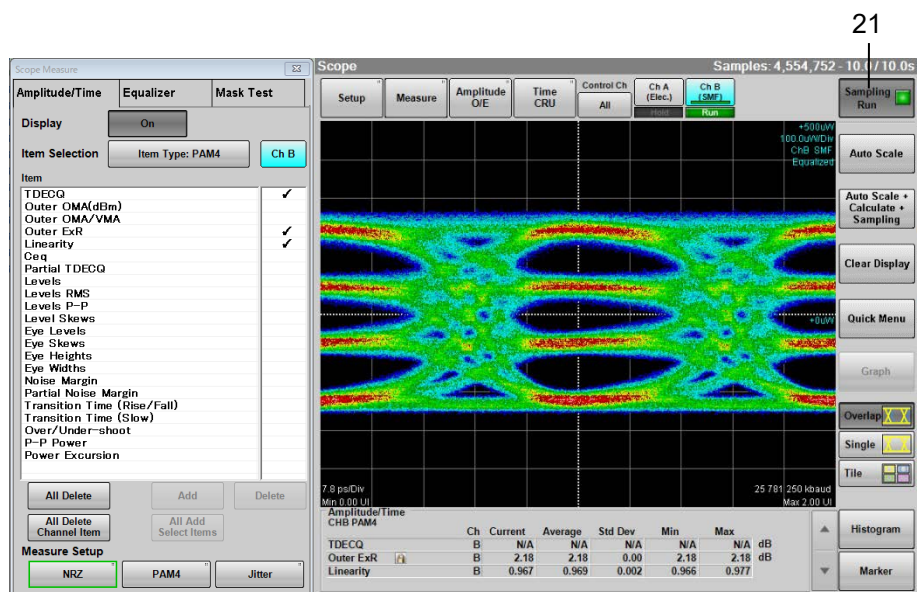 21
Scope Measure
Scope Samples: 4,554,752 - 10.0/10.0s
Amplitude/Time Equalizer Mask Test
Display On
Item Selection Item Type: PAM4 Ch B
Item
TDECQ ✓
Outer OMA(dBm)
Outer OMA/VMA
Outer ExR ✓
Linearity ✓
Ceq
Partial TDECQ
Levels
Levels RMS
Levels P-P
Level Skews
Eye Levels
Eye Skews
Eye Heights
Eye Widths
Noise Margin
Partial Noise Margin
Transition Time (Rise/Fall)
Transition Time (Slow)
Over/Under-shoot
P-P Power
Power Excursion
All Delete Add Delete
All Delete
Channel Item
All Add
Select Items
Measure Setup
NRZ PAM4 Jitter
Setup
Measure
Amplitude
O/E
Time
CRU
Control Ch
All
Ch A
(Elec.)
Hold
Ch B
(SMF)
Run
+500uW
100.0uW/Div
ChB SMF
Equalized
+0uW
7.8 ps/Div
Min 0.00 UI
25 781 250 kbaud
Max 2.00 UI
Amplitude/Time
CHB PAM4
Ch Current Average Std Dev Min Max
TDECQ B N/A N/A N/A N/A N/A dB
Outer ExR B 2.18 2.18 0.00 2.18 2.18 dB
Linearity B 0.967 0.969 0.002 0.966 0.977
Sampling
Run
Auto Scale
Auto Scale +
Calculate +
Sampling
Clear Display
Quick Menu
Graph
Overlap
Single
Tile
Histogram
Marker